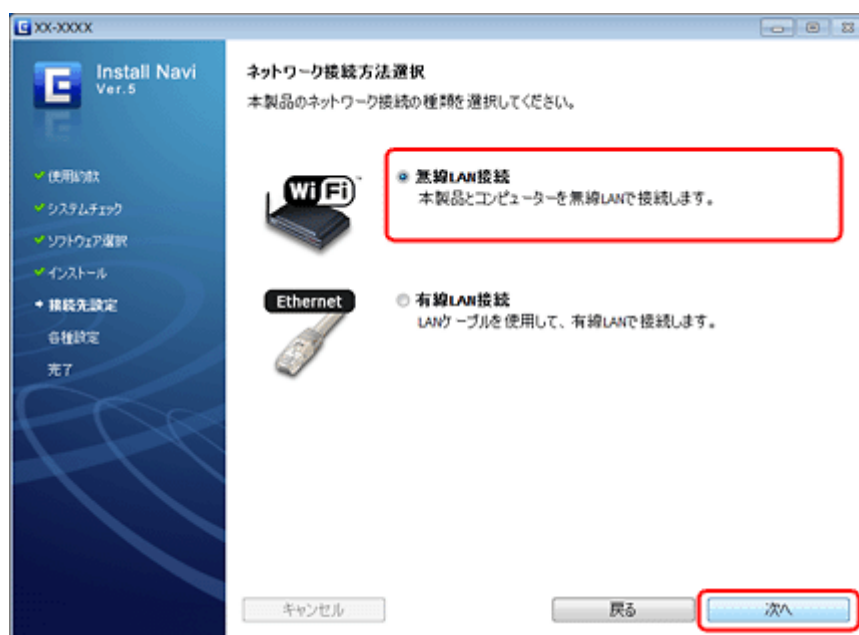 XX-XXXX
Install Navi
Ver.5
使用約款
システムチェック
ソフトウェア選択
インストール
接続先設定
各種設定
完了
ネットワーク接続方法選択
本製品のネットワーク接続の種類を選択してください。
Wi Fi
無線LAN接続
本製品とコンピューターを無線LANで接続します。
Ethernet
有線LAN接続
LANケーブルを使用して、有線LANで接続します。
キャンセル
戻る
次へ